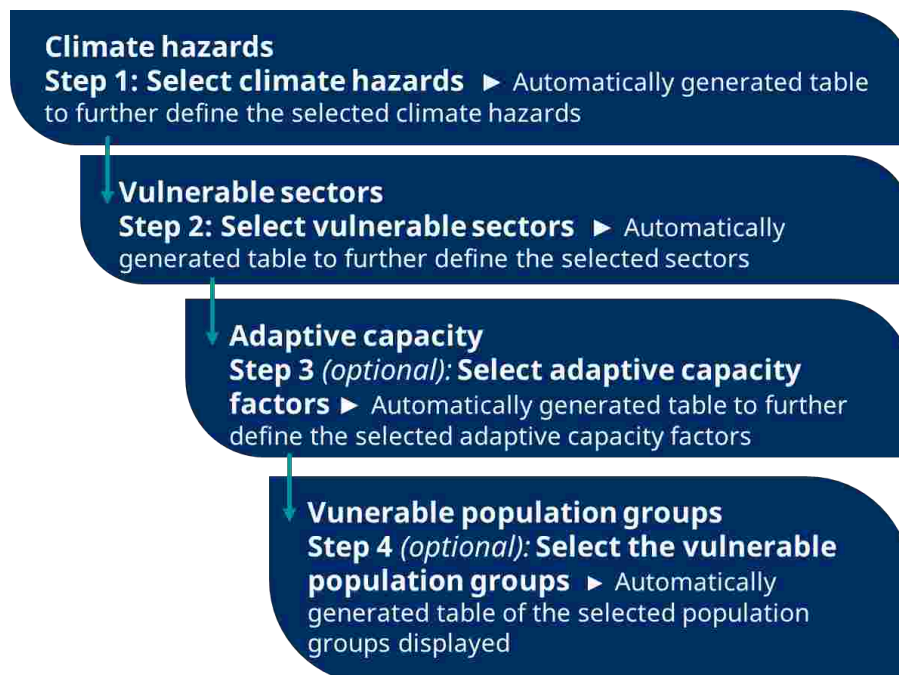 Climate hazards
Step 1: Select climate hazards ► Automatically generated table
to further define the selected climate hazards
Vulnerable sectors
Step 2: Select vulnerable sectors ► Automatically
generated table to further define the selected sectors
Adaptive capacity
Step 3 (optional): Select adaptive capacity
factors ► Automatically generated table to further
define the selected adaptive capacity factors
Vunerable population groups
Step 4 (optional): Select the vulnerable
population groups ► Automatically
generated table of the selected population
groups displayed